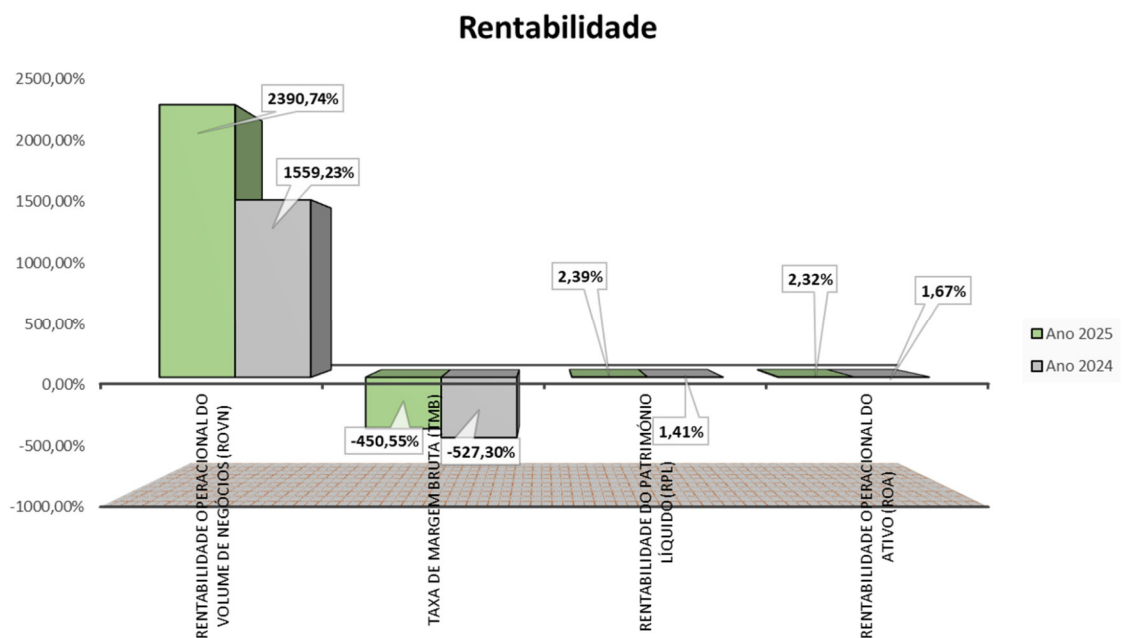 Rentabilidade
2500,00%
2000,00%
1500,00%
1000,00%
500,00%
0,00%
-500,00%
-1000,00%
2390,74%
1559,23%
-450,55%
-527,30%
2,39%
1,41%
2,32%
1,67%
RENTABILIDADE OPERACIONAL DO
VOLUME DE NEGÓCIOS (ROVN)
TAXA DE MARGEM BRUTA (TMB)
RENTABILIDADE DO PATRIMÓNIO
LÍQUIDO (RPL)
RENTABILIDADE OPERACIONAL DO
ATIVO (ROA)
Ano 2025
Ano 2024